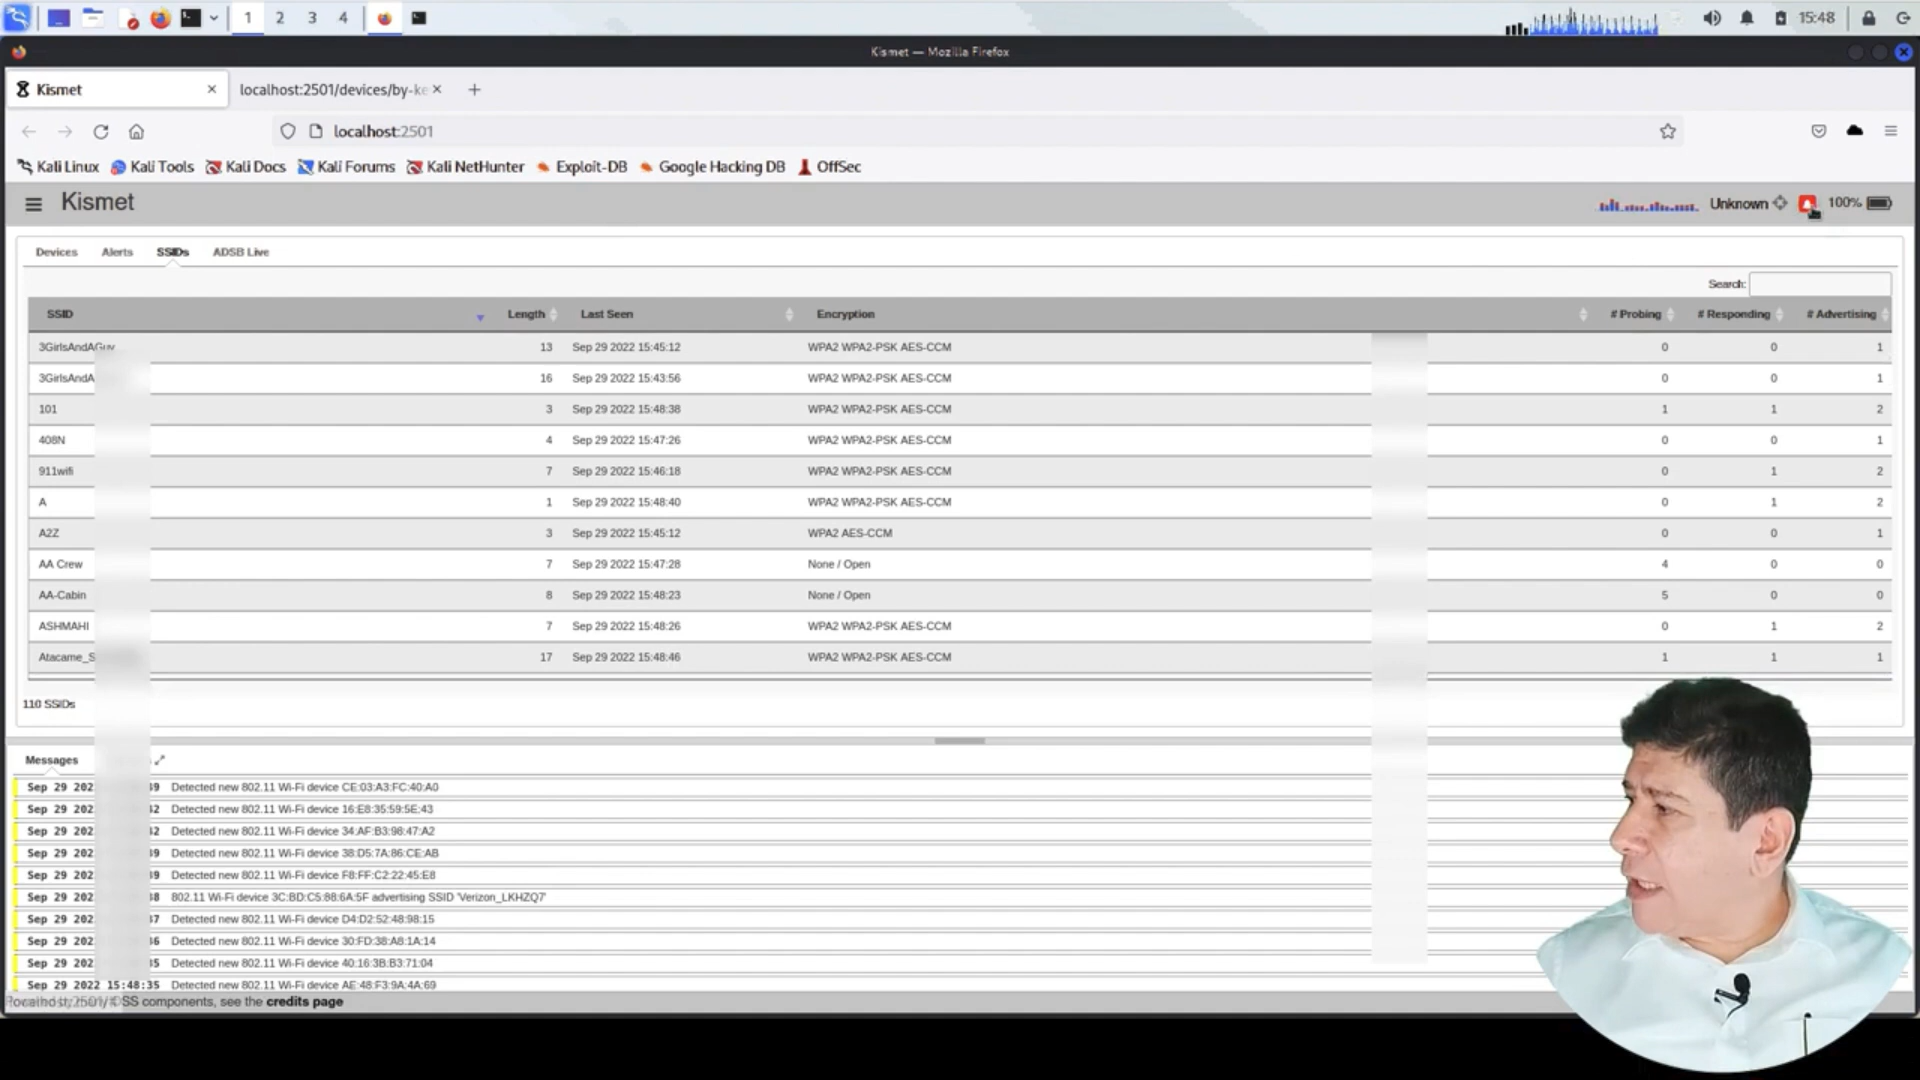 1 2 3 4 15:48
Kismet — Mozilla Firefox
Kismet localhost:2501/devices/by-ke
localhost:2501
Kali Linux Kali Tools Kali Docs Kali Forums Kali NetHunter Exploit-DB Google Hacking DB OffSec
Kismet Unknown 100%
Devices Alerts SSIDs ADSB Live
Search:
SSID Length Last Seen Encryption # Probing # Responding # Advertising
3GirlsAndAGuy 13 Sep 29 2022 15:45:12 WPA2 WPA2-PSK AES-CCM 0 0 1
3GirlsAndA 16 Sep 29 2022 15:43:56 WPA2 WPA2-PSK AES-CCM 0 0 1
101 3 Sep 29 2022 15:48:38 WPA2 WPA2-PSK AES-CCM 1 1 2
408N 4 Sep 29 2022 15:47:26 WPA2 WPA2-PSK AES-CCM 0 0 1
911wifi 7 Sep 29 2022 15:46:18 WPA2 WPA2-PSK AES-CCM 0 1 2
A 1 Sep 29 2022 15:48:40 WPA2 WPA2-PSK AES-CCM 0 1 2
A2Z 3 Sep 29 2022 15:45:12 WPA2 AES-CCM 0 0 1
AA Crew 7 Sep 29 2022 15:47:28 None / Open 4 0 0
AA-Cabin 8 Sep 29 2022 15:48:23 None / Open 5 0 0
ASHMAHI 7 Sep 29 2022 15:48:26 WPA2 WPA2-PSK AES-CCM 0 1 2
Atacame_S 17 Sep 29 2022 15:48:46 WPA2 WPA2-PSK AES-CCM 1 1 1
110 SSIDs
Messages
Sep 29 202 Detected new 802.11 Wi-Fi device CE:03:A3:FC:40:A0
Sep 29 202 Detected new 802.11 Wi-Fi device 16:E8:35:59:5E:43
Sep 29 202 Detected new 802.11 Wi-Fi device 34:AF:B3:98:47:A2
Sep 29 202 Detected new 802.11 Wi-Fi device 38:D5:7A:86:CE:AB
Sep 29 202 Detected new 802.11 Wi-Fi device F8:FF:C2:22:45:E8
Sep 29 202 802.11 Wi-Fi device 3C:BD:C5:88:6A:5F advertising SSID 'Verizon_LKHZQ7'
Sep 29 202 Detected new 802.11 Wi-Fi device D4:D2:52:48:98:15
Sep 29 202 Detected new 802.11 Wi-Fi device 30:FD:38:A8:1A:14
Sep 29 202 Detected new 802.11 Wi-Fi device 40:16:3B:B3:71:04
Sep 29 2022 15:48:35 Detected new 802.11 Wi-Fi device AE:48:F3:9A:4A:69
SS components, see the credits page